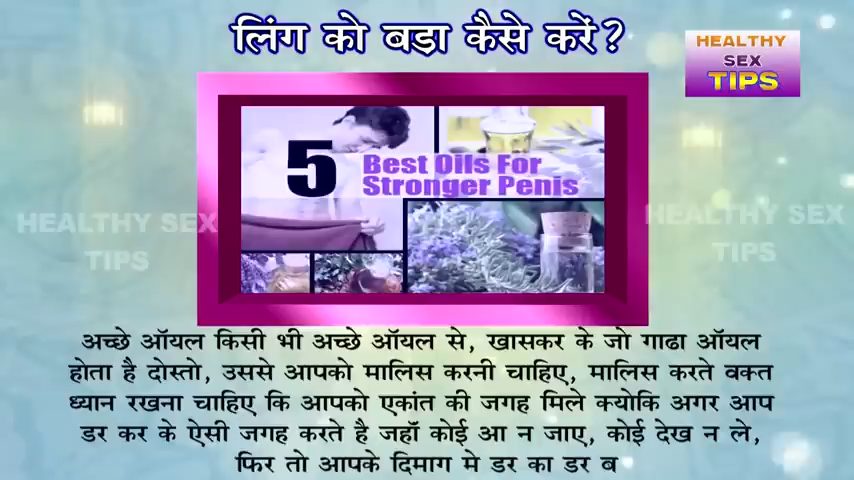 लिंग को बड़ा कैसे करें?
HEALTHY
SEX
TIPS
5
Best Oils For
Stronger Penis
HEALTHY SEX
TIPS
HEALTHY SEX
TIPS
अच्छे ऑयल किसी भी अच्छे ऑयल से, खासकर के जो गाढा ऑयल
होता है दोस्तो, उससे आपको मालिस करनी चाहिए, मालिस करते वक्त
ध्यान रखना चाहिए कि आपको एकांत की जगह मिले क्योकि अगर आप
डर कर के ऐसी जगह करते है जहाँ कोई आ न जाए, कोई देख न ले,
फिर तो आपके दिमाग मे डर का डर ब